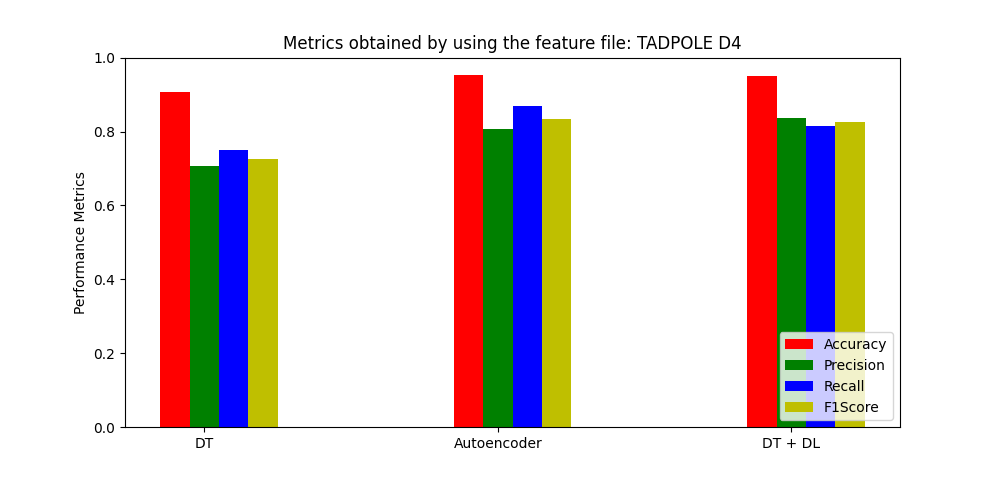 Metrics obtained by using the feature file: TADPOLE D4
Performance Metrics
1.0
0.8
0.6
0.4
0.2
0.0
DT
Autoencoder
DT + DL
Accuracy
Precision
Recall
F1Score